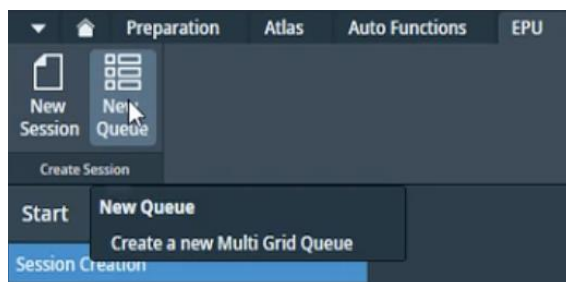 Preparation Atlas Auto Functions EPU
New Session
New Queue
Create Session
Start
New Queue
Create a new Multi Grid Queue
Session Creation